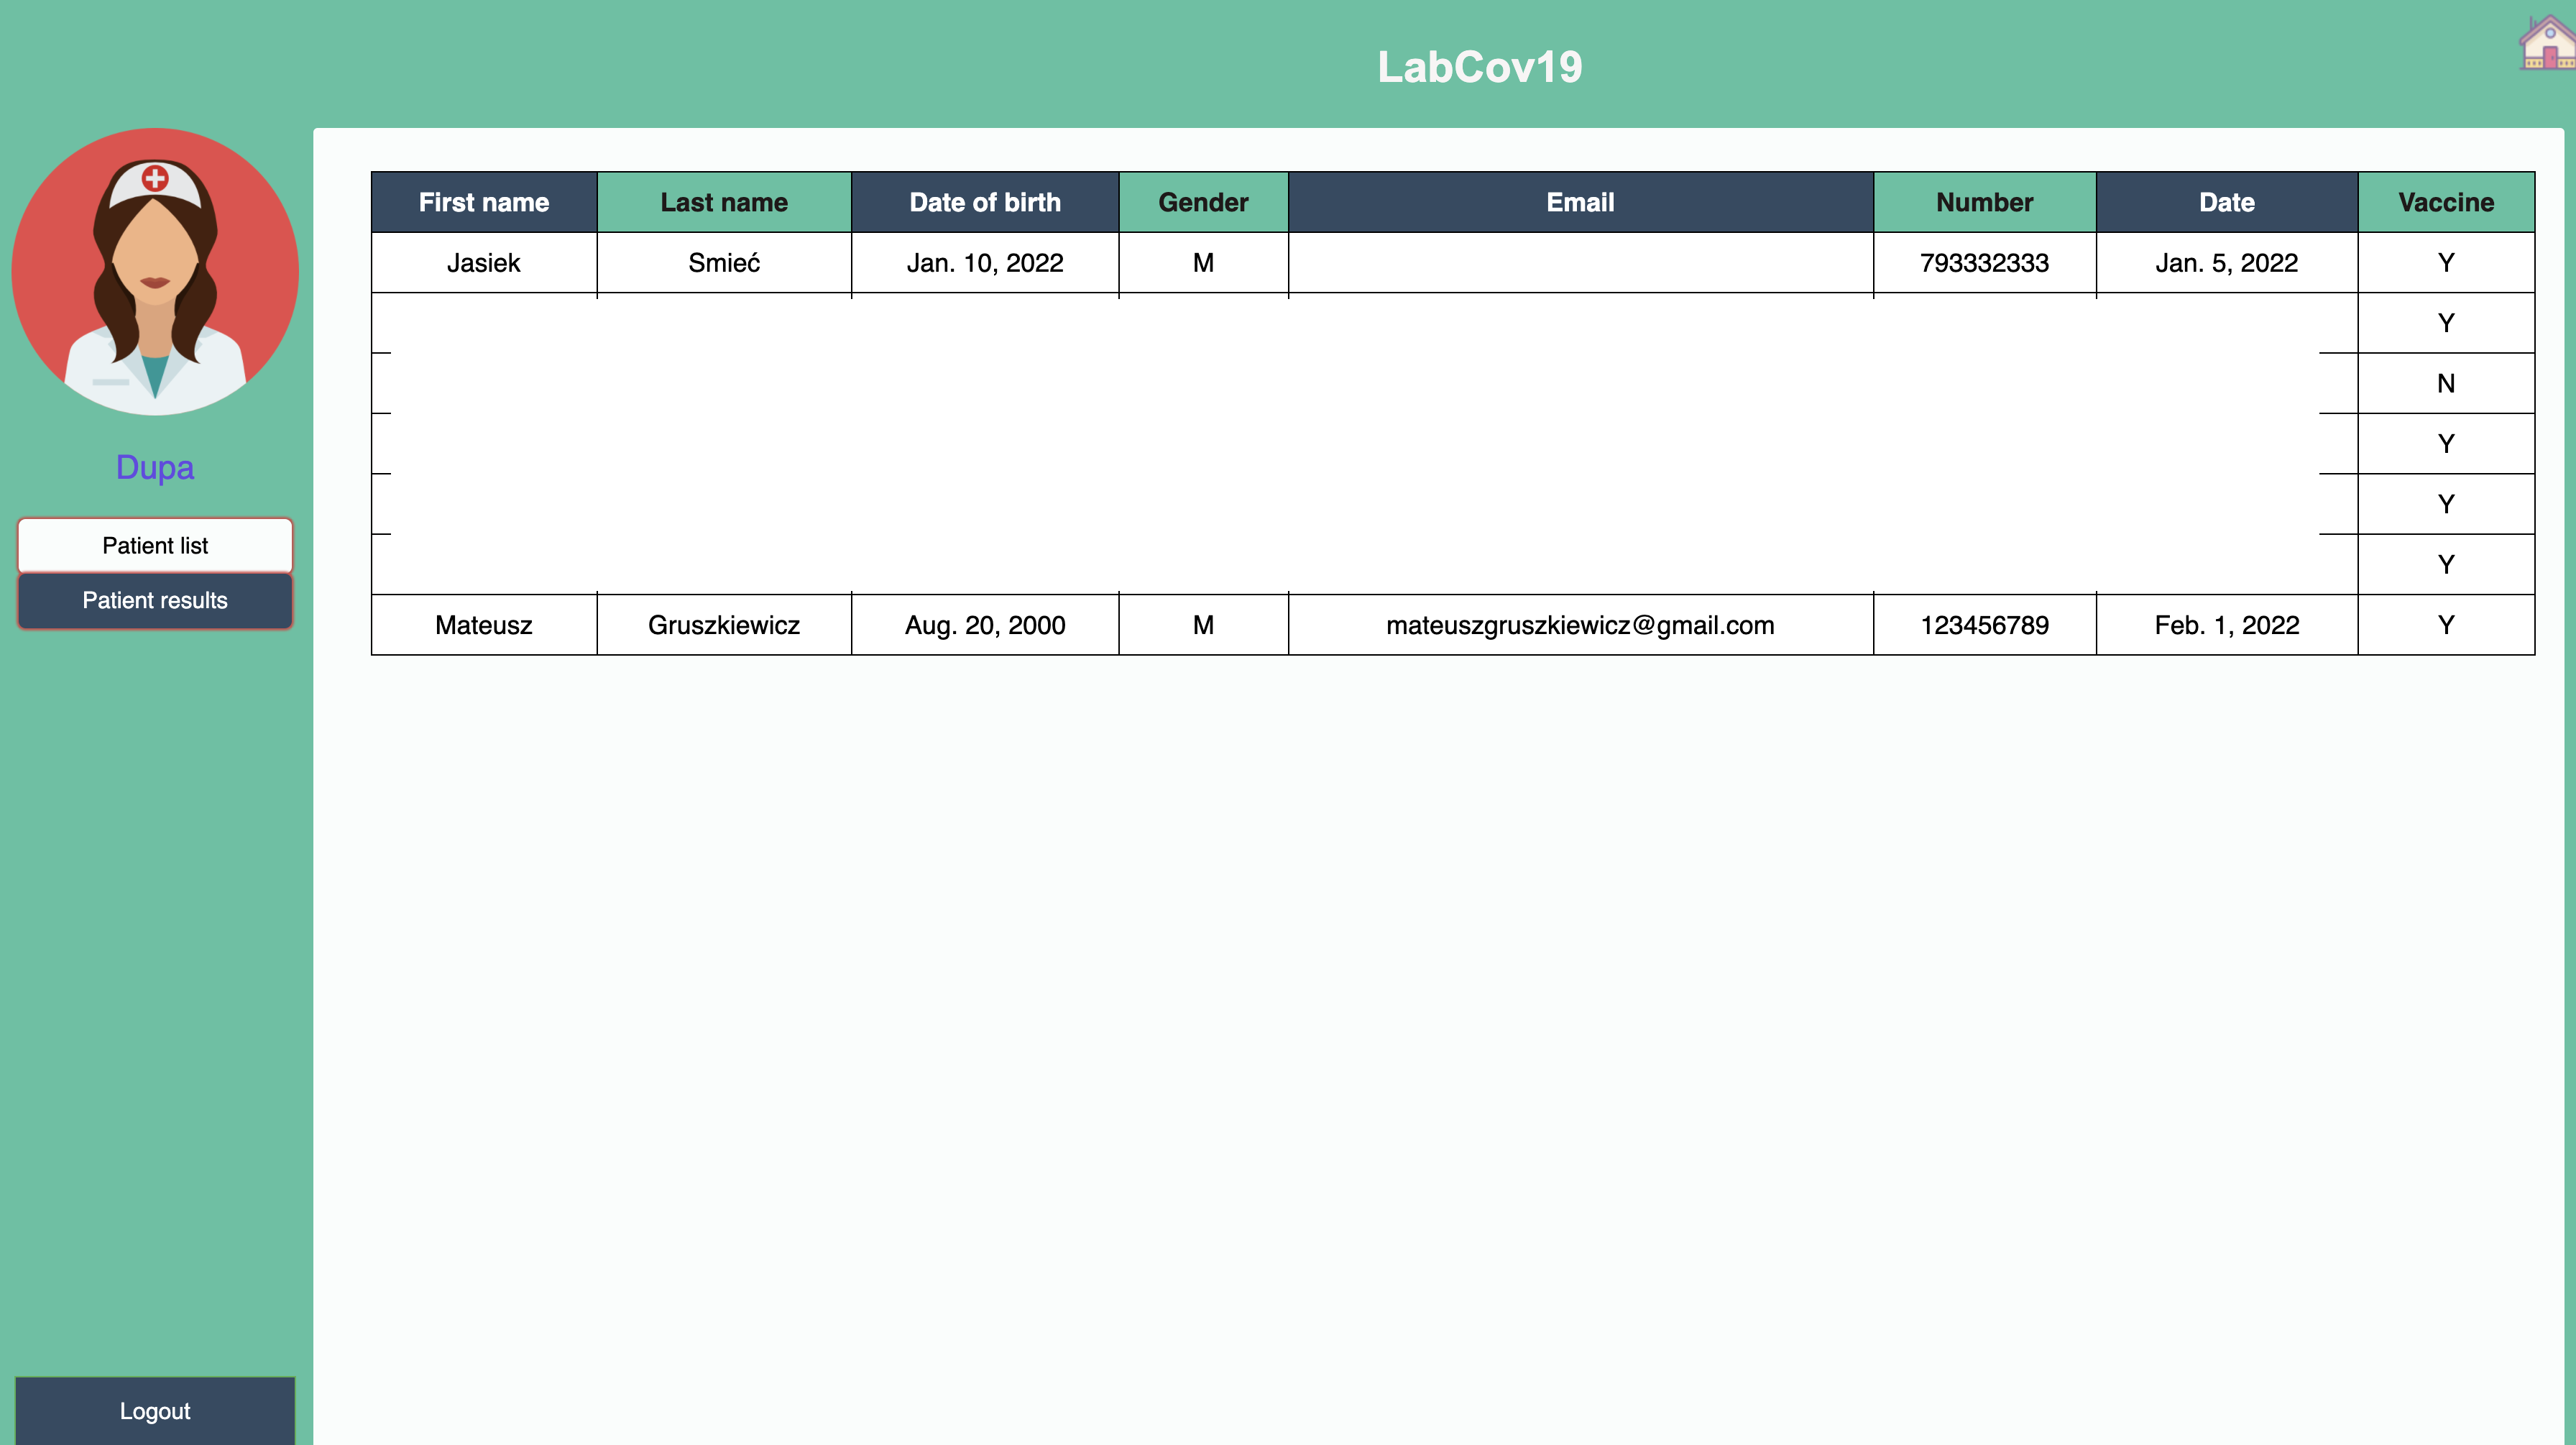 LabCov19
Dupa
Patient list
Patient results
Logout
First name Last name Date of birth Gender Email Number Date Vaccine
Jasiek Smieć Jan. 10, 2022 M 793332333 Jan. 5, 2022 Y
Y
N
Y
Y
Y
Mateusz Gruszkiewicz Aug. 20, 2000 M mateuszgruszkiewicz@gmail.com 123456789 Feb. 1, 2022 Y